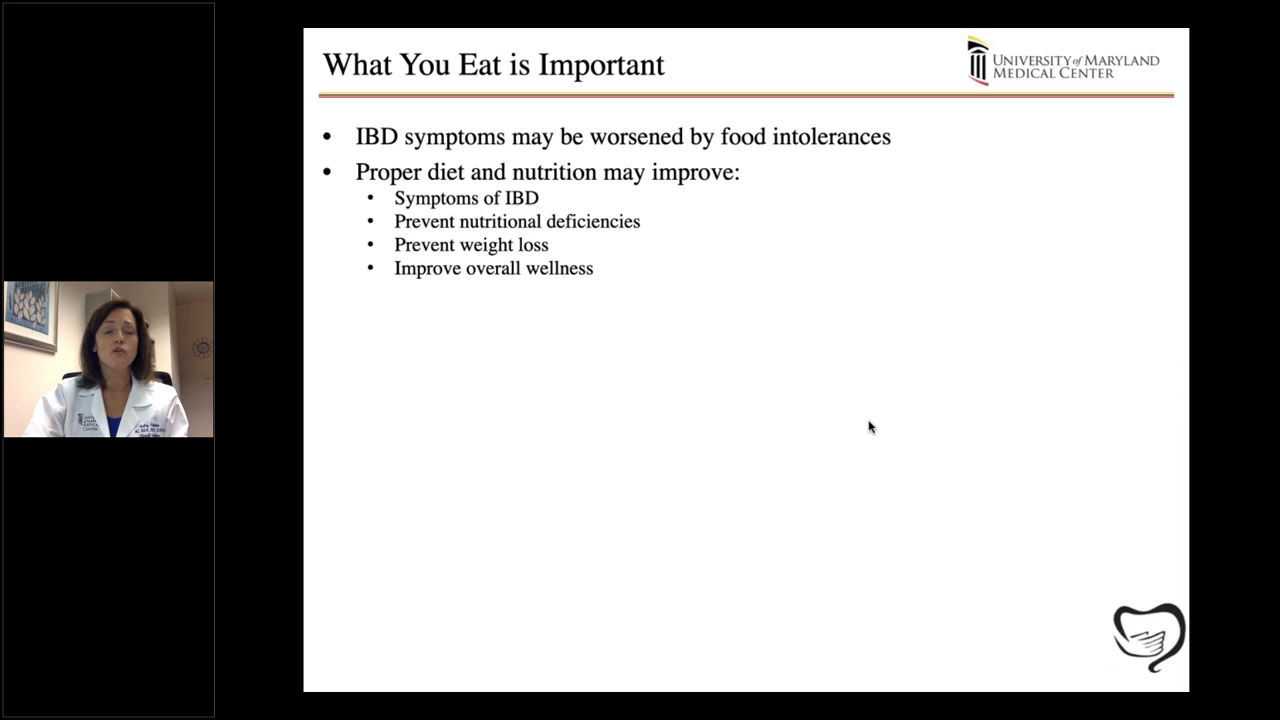 What You Eat is Important
UNIVERSITY of MARYLAND
MEDICAL CENTER
• IBD symptoms may be worsened by food intolerances
• Proper diet and nutrition may improve:
• Symptoms of IBD
• Prevent nutritional deficiencies
• Prevent weight loss
• Improve overall wellness